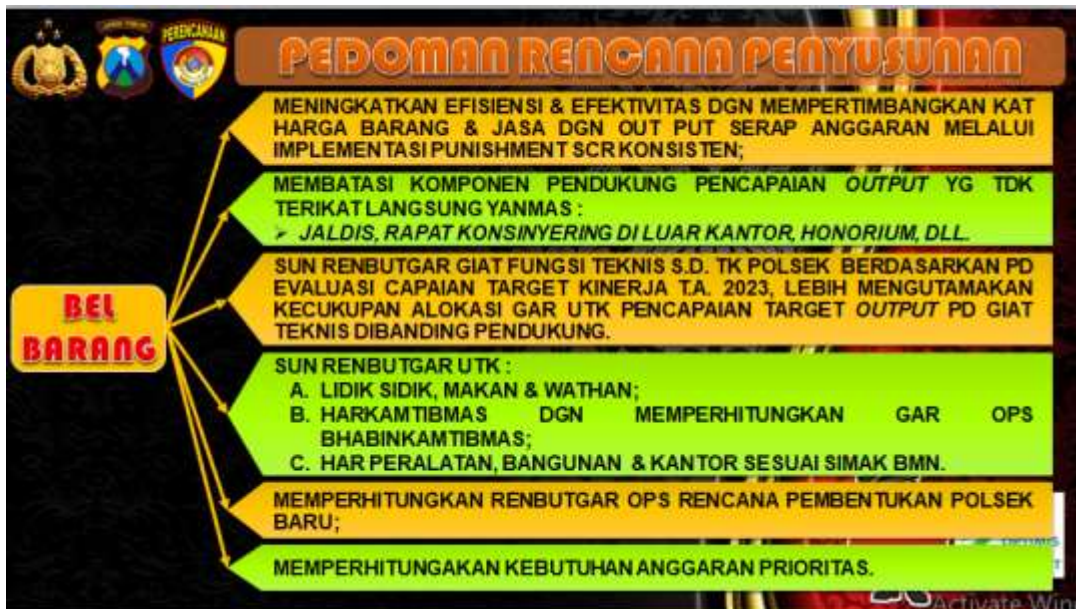 PERENCANAAN
PEDOMAN RENCANA PENYUSUNAN
MENINGKATKAN EFISIENSI & EFEKTIVITAS DGN MEMPERTIMBANGKAN KAT
HARGA BARANG & JASA DGN OUT PUT SERAP ANGGARAN MELALUI
IMPLEMENTASI PUNISHMENT SCR KONSISTEN;
MEMBATASI KOMPONEN PENDUKUNG PENCAPAIAN OUTPUT YG TDK
TERIKAT LANGSUNG YANMAS :
➢ JALDIS, RAPAT KONSINYERING DI LUAR KANTOR, HONORIUM, DLL.
BEL
BARANG
SUN RENBUTGAR GIAT FUNGSI TEKNIS S.D. TK POLSEK BERDASARKAN PD
EVALUASI CAPAIAN TARGET KINERJA T.A. 2023, LEBIH MENGUTAMAKAN
KECUKUPAN ALOKASI GAR UTK PENCAPAIAN TARGET OUTPUT PD GIAT
TEKNIS DIBANDING PENDUKUNG.
SUN RENBUTGAR UTK :
A. LIDIK SIDIK, MAKAN & WATHAN;
B. HARKAMTIBMAS DGN MEMPERHITUNGKAN GAR OPS
BHABINKAMTIBMAS;
C. HAR PERALATAN, BANGUNAN & KANTOR SESUAI SIMAK BMN.
MEMPERHITUNGKAN RENBUTGAR OPS RENCANA PEMBENTUKAN POLSEK
BARU;
MEMPERHITUNGAKAN KEBUTUHAN ANGGARAN PRIORITAS.
Activate Win